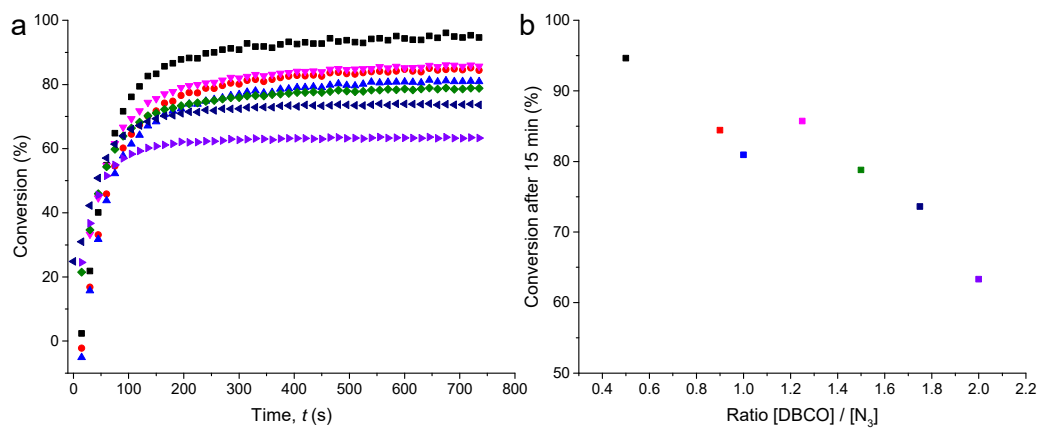 a
Conversion (%)
100
80
60
40
20
0
0 100 200 300 400 500 600 700 800
Time, t (s)
b
Conversion after 15 min (%)
100
90
80
70
60
50
0.4 0.6 0.8 1.0 1.2 1.4 1.6 1.8 2.0 2.2
Ratio [DBCO] / [N₃]